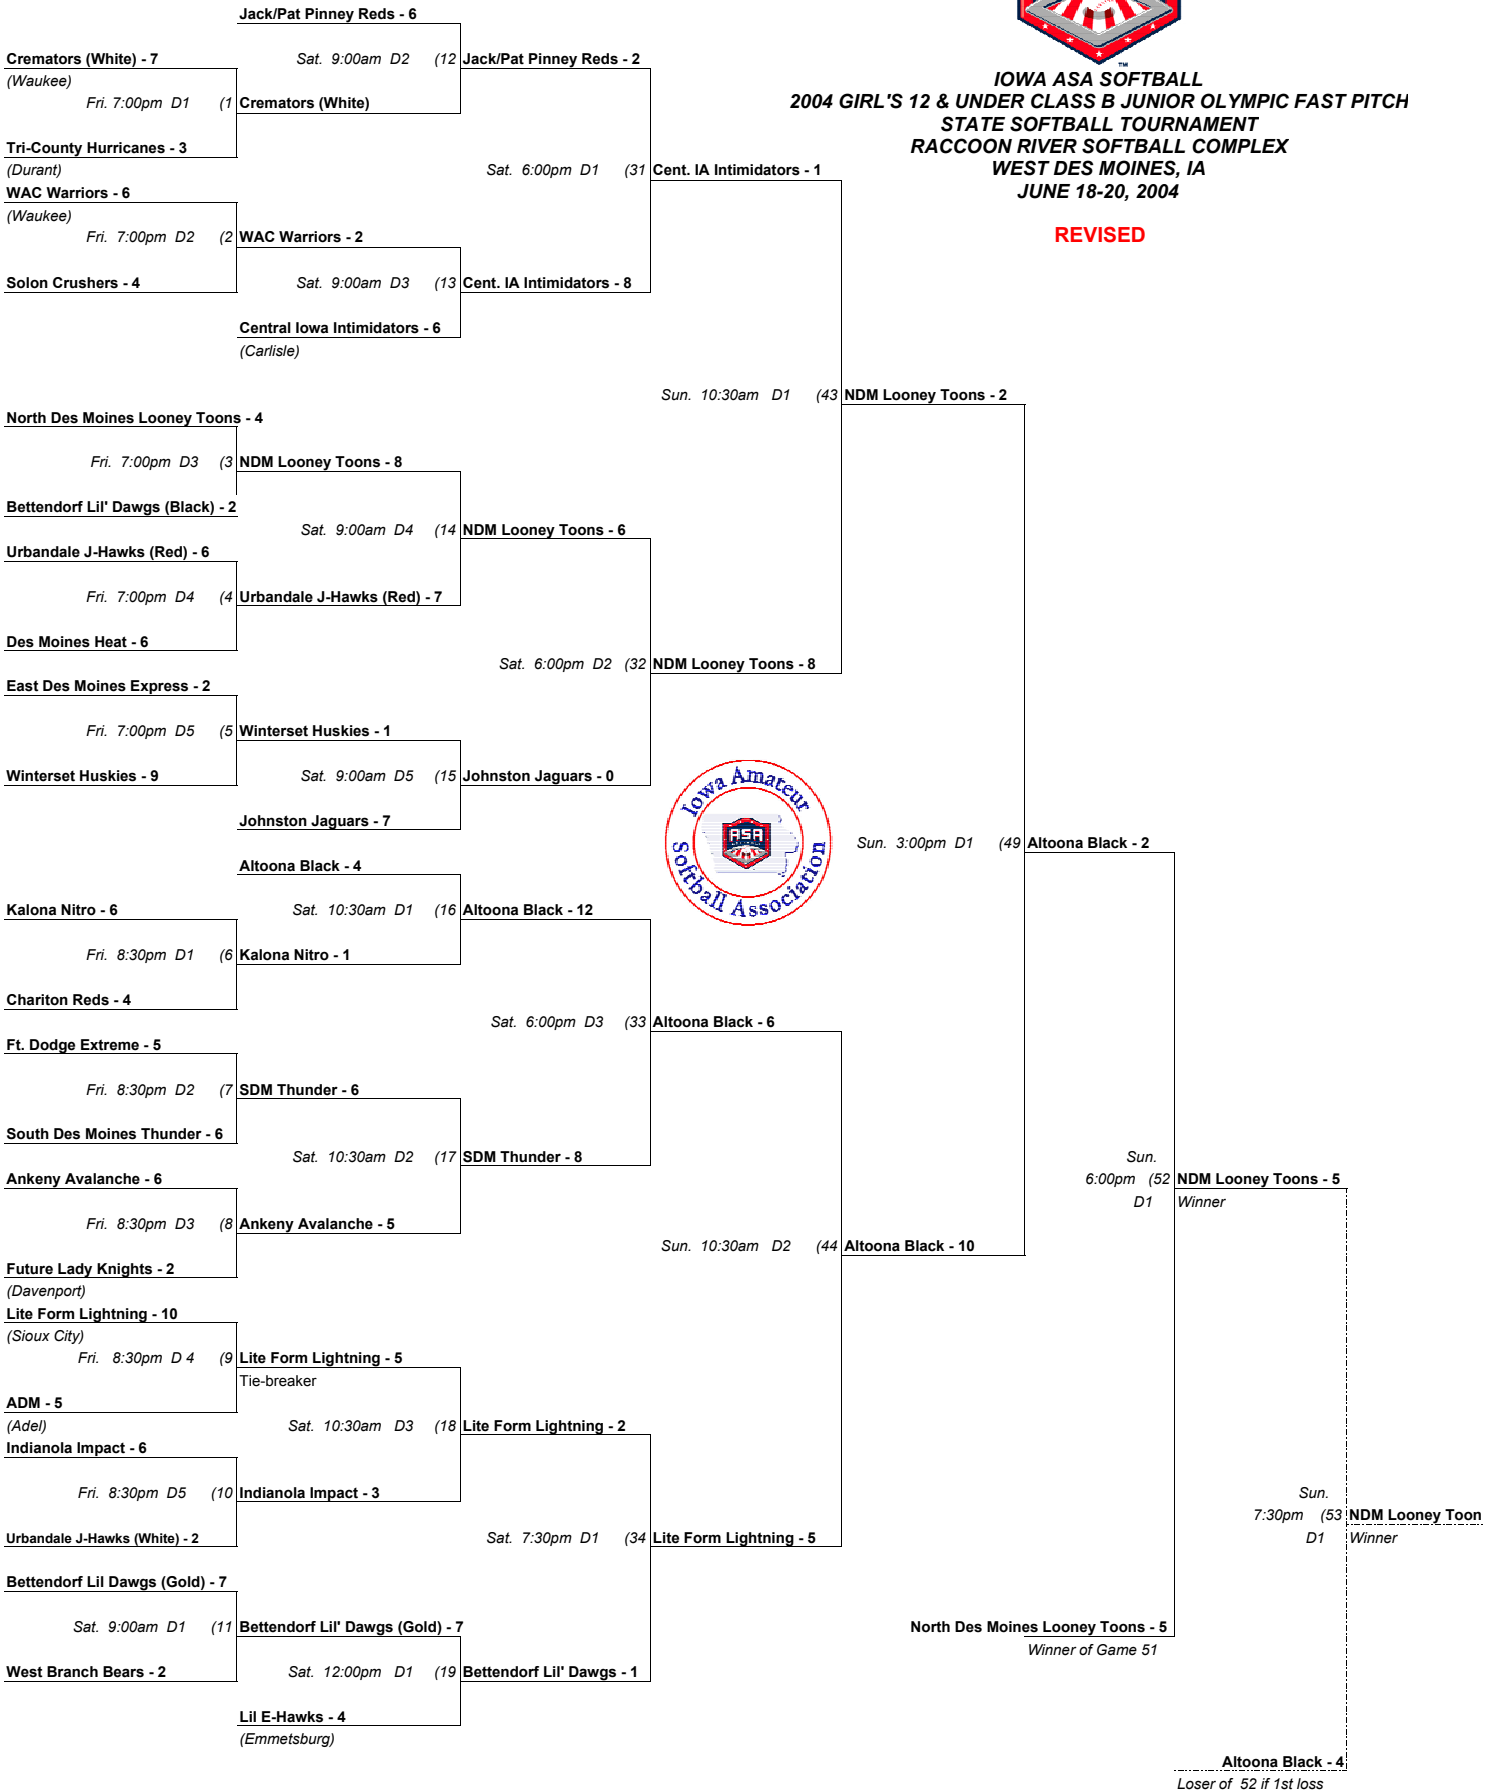 Jack/Pat Pinney Reds - 6
Cremators (White) - 7
Sat. 9:00am D2 (12 Jack/Pat Pinney Reds - 2
(Waukee)
Fri. 7:00pm D1 (1 Cremators (White)
Tri-County Hurricanes - 3
(Durant)
Sat. 6:00pm D1 (31 Cent. IA Intimidators - 1
WAC Warriors - 6
(Waukee)
Fri. 7:00pm D2 (2 WAC Warriors - 2
Solon Crushers - 4
Sat. 9:00am D3 (13 Cent. IA Intimidators - 8
Central Iowa Intimidators - 6
(Carlisle)
TM
IOWA ASA SOFTBALL
2004 GIRL'S 12 & UNDER CLASS B JUNIOR OLYMPIC FAST PITCH
STATE SOFTBALL TOURNAMENT
RACCOON RIVER SOFTBALL COMPLEX
WEST DES MOINES, IA
JUNE 18-20, 2004
REVISED
Sun. 10:30am D1 (43 NDM Looney Toons - 2
North Des Moines Looney Toons - 4
Fri. 7:00pm D3 (3 NDM Looney Toons - 8
Bettendorf Lil' Dawgs (Black) - 2
Sat. 9:00am D4 (14 NDM Looney Toons - 6
Urbandale J-Hawks (Red) - 6
Fri. 7:00pm D4 (4 Urbandale J-Hawks (Red) - 7
Des Moines Heat - 6
Sat. 6:00pm D2 (32 NDM Looney Toons - 8
East Des Moines Express - 2
Fri. 7:00pm D5 (5 Winterset Huskies - 1
Winterset Huskies - 9
Sat. 9:00am D5 (15 Johnston Jaguars - 0
Johnston Jaguars - 7
Iowa Amateur
ASA
Softball Association
Sun. 3:00pm D1 (49 Altoona Black - 2
Altoona Black - 4
Kalona Nitro - 6
Sat. 10:30am D1 (16 Altoona Black - 12
Fri. 8:30pm D1 (6 Kalona Nitro - 1
Chariton Reds - 4
Sat. 6:00pm D3 (33 Altoona Black - 6
Ft. Dodge Extreme - 5
Fri. 8:30pm D2 (7 SDM Thunder - 6
South Des Moines Thunder - 6
Sat. 10:30am D2 (17 SDM Thunder - 8
Ankeny Avalanche - 6
Fri. 8:30pm D3 (8 Ankeny Avalanche - 5
Future Lady Knights - 2
(Davenport)
Sun.
6:00pm (52 NDM Looney Toons - 5
D1 Winner
Sun. 10:30am D2 (44 Altoona Black - 10
Lite Form Lightning - 10
(Sioux City)
Fri. 8:30pm D 4 (9 Lite Form Lightning - 5
Tie-breaker
ADM - 5
(Adel)
Sat. 10:30am D3 (18 Lite Form Lightning - 2
Indianola Impact - 6
Fri. 8:30pm D5 (10 Indianola Impact - 3
Urbandale J-Hawks (White) - 2
Sat. 7:30pm D1 (34 Lite Form Lightning - 5
Sun.
7:30pm (53 NDM Looney Toon
D1 Winner
Bettendorf Lil Dawgs (Gold) - 7
Sat. 9:00am D1 (11 Bettendorf Lil' Dawgs (Gold) - 7
West Branch Bears - 2
Sat. 12:00pm D1 (19 Bettendorf Lil' Dawgs - 1
Lil E-Hawks - 4
(Emmetsburg)
North Des Moines Looney Toons - 5
Winner of Game 51
Altoona Black - 4
Loser of 52 if 1st loss